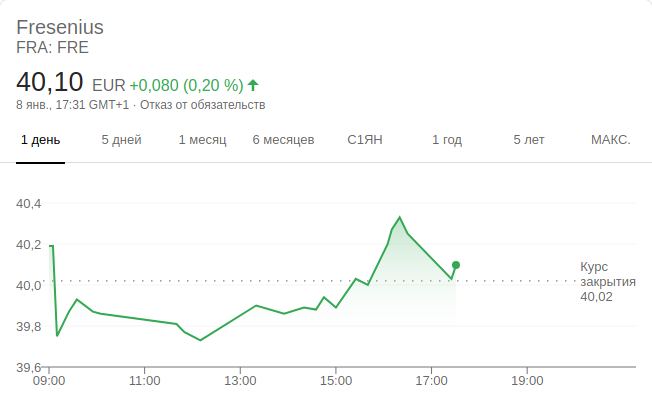 Fresenius
FRA: FRE
40,10 EUR +0,080 (0,20 %)
8 янв., 17:31 GMT+1 · Отказ от обязательств
1 день 5 дней 1 месяц 6 месяцев С1ЯН 1 год 5 лет МАКС.
40,4
40,2
40,0
39,8
39,6
Курс
закрытия
40,02
09:00 11:00 13:00 15:00 17:00 19:00